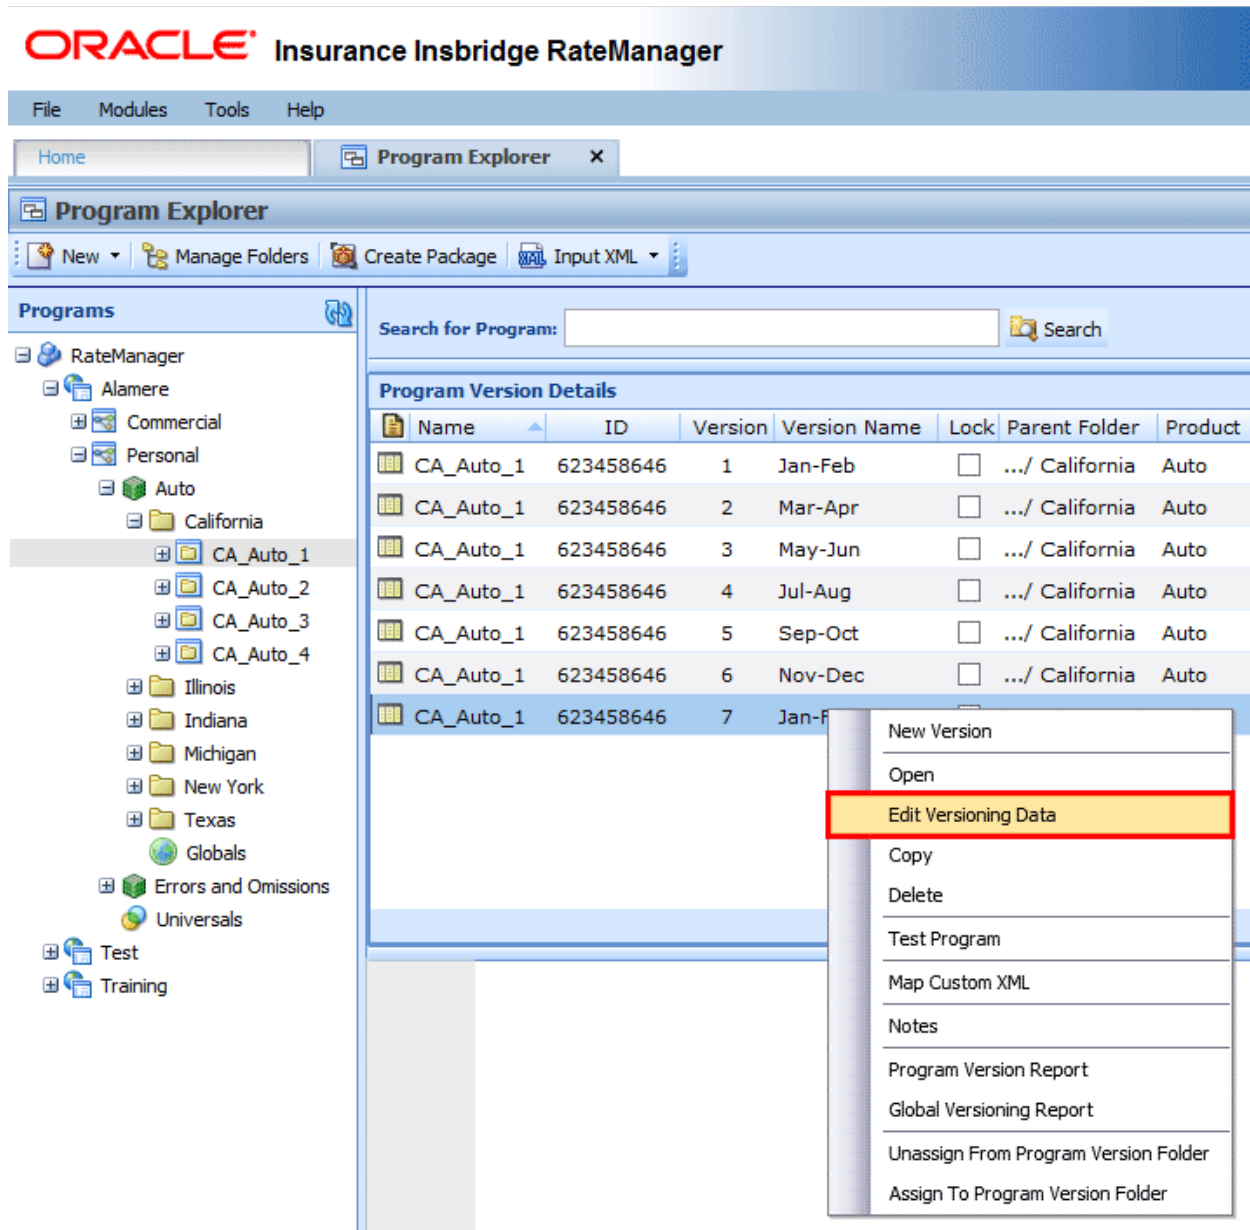 ORACLE Insurance Insbridge RateManager
File Modules Tools Help
Home Program Explorer
Program Explorer
New Manage Folders Create Package Input XML
Programs
RateManager
Alamere
Commercial
Personal
Auto
California
CA_Auto_1
CA_Auto_2
CA_Auto_3
CA_Auto_4
Illinois
Indiana
Michigan
New York
Texas
Globals
Errors and Omissions
Universals
Test
Training
Search for Program: Search
Program Version Details
Name ID Version Version Name Lock Parent Folder Product
CA_Auto_1 623458646 1 Jan-Feb .../ California Auto
CA_Auto_1 623458646 2 Mar-Apr .../ California Auto
CA_Auto_1 623458646 3 May-Jun .../ California Auto
CA_Auto_1 623458646 4 Jul-Aug .../ California Auto
CA_Auto_1 623458646 5 Sep-Oct .../ California Auto
CA_Auto_1 623458646 6 Nov-Dec .../ California Auto
CA_Auto_1 623458646 7
New Version
Open
Edit Versioning Data
Copy
Delete
Test Program
Map Custom XML
Notes
Program Version Report
Global Versioning Report
Unassign From Program Version Folder
Assign To Program Version Folder